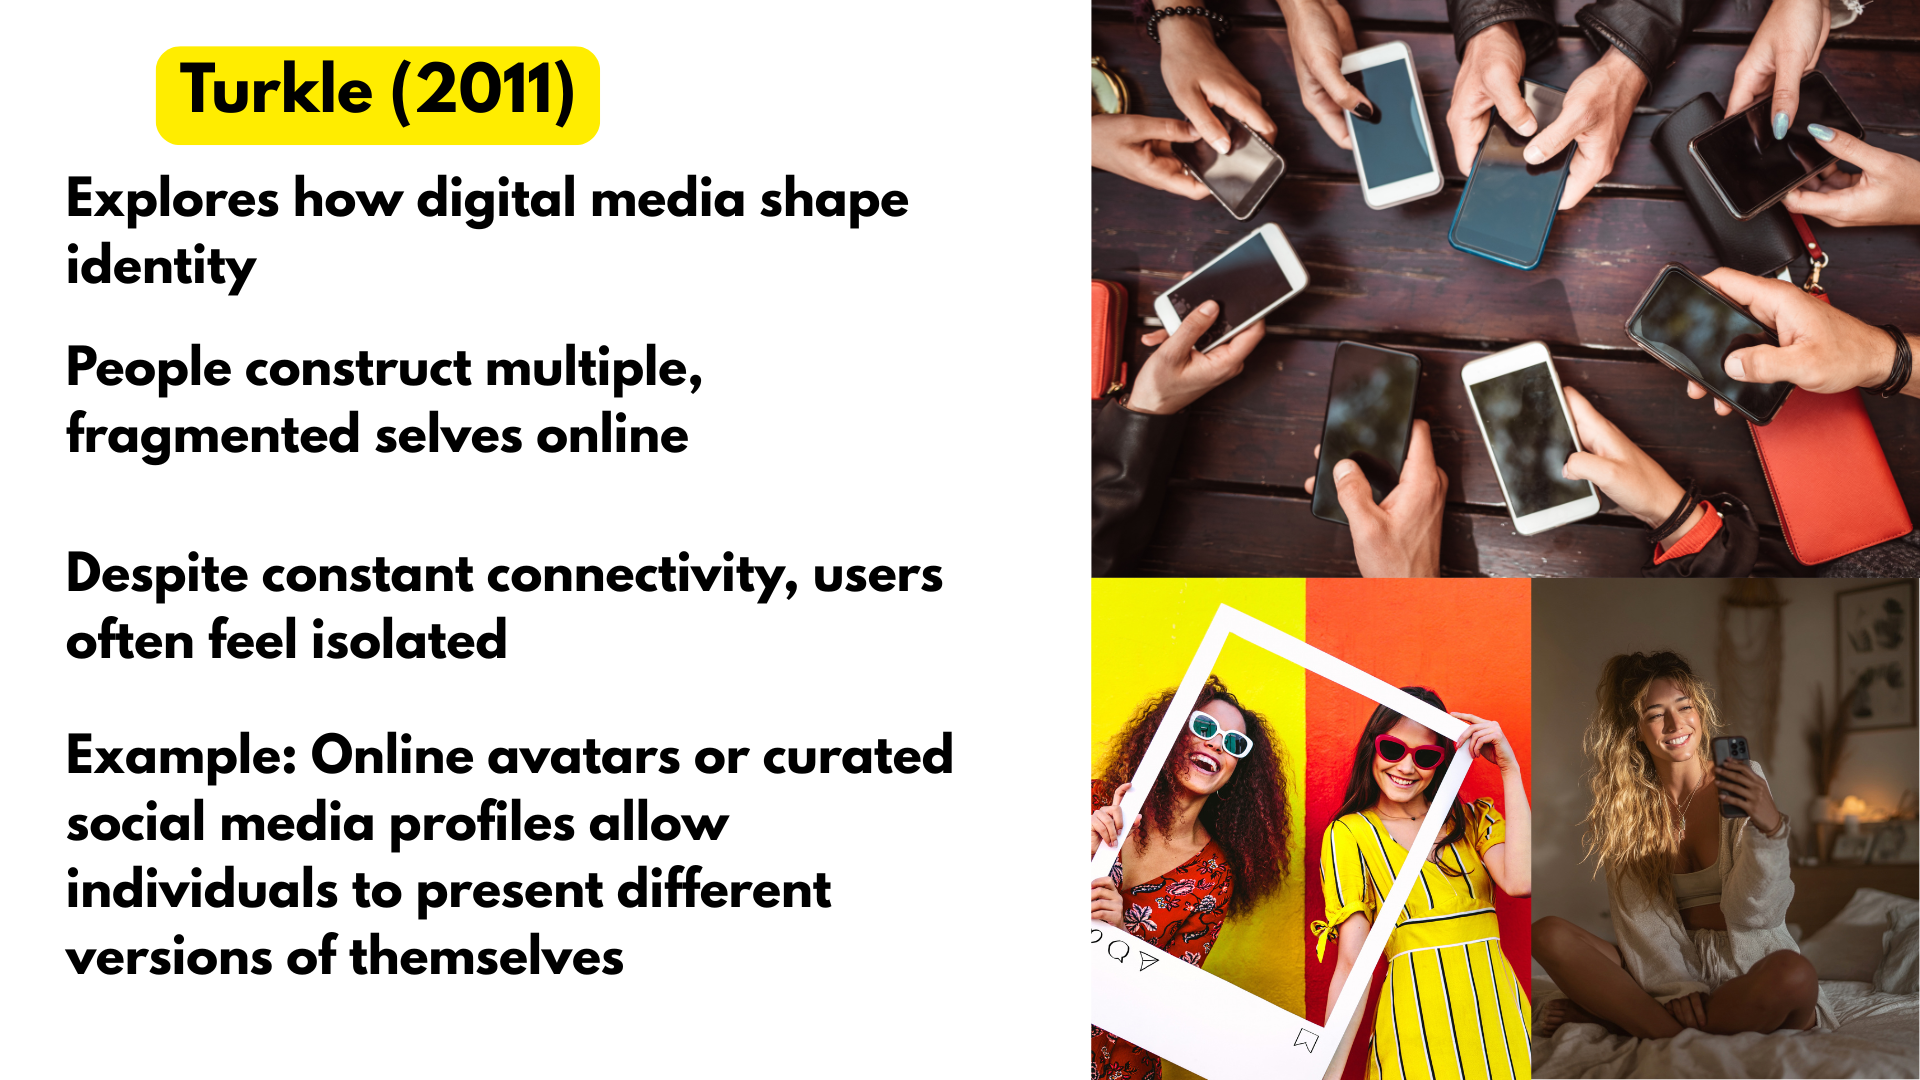 Turkle (2011)
Explores how digital media shape
identity
People construct multiple,
fragmented selves online
Despite constant connectivity, users
often feel isolated
Example: Online avatars or curated
social media profiles allow
individuals to present different
versions of themselves